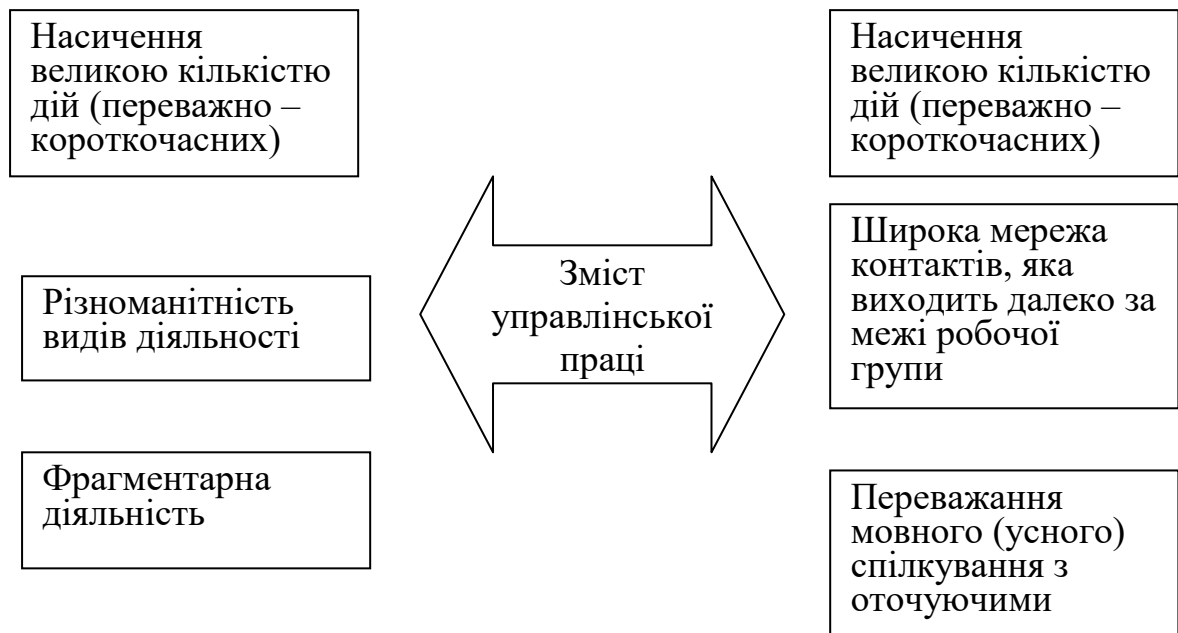 Насичення
великою кількістю
дій (переважно –
короткочасних)
Насичення
великою кількістю
дій (переважно –
короткочасних)
Різноманітність
видів діяльності
Зміст
управлінської
праці
Широка мережа
контактів, яка
виходить далеко за
межі робочої
групи
Фрагментарна
діяльність
Переважання
мовного (усного)
спілкування з
оточуючими